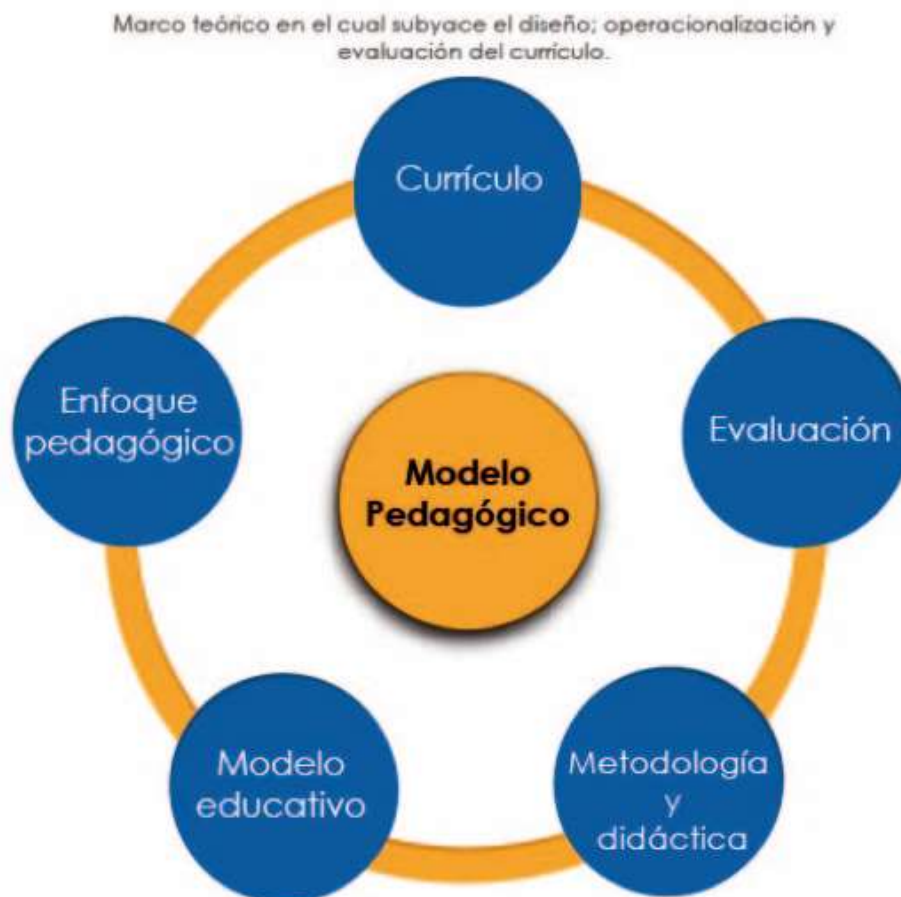 Marco teórico en el cual subyace el diseño; operacionalización y
evaluación del currículo.
Currículo
Enfoque
pedagógico
Evaluación
Modelo
Pedagógico
Modelo
educativo
Metodología
y
didáctica